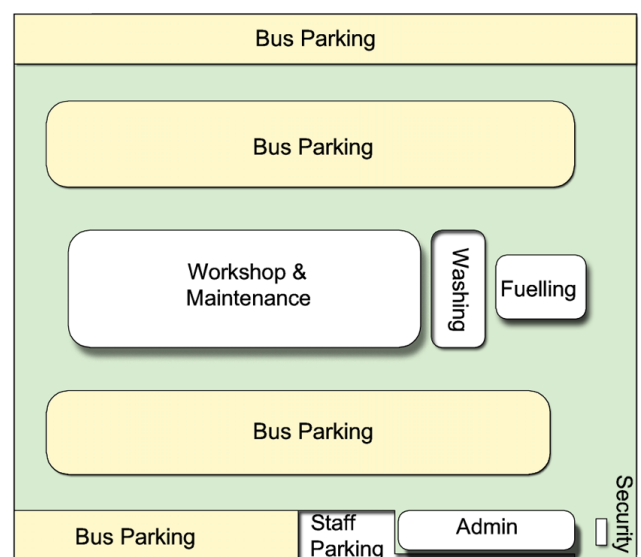 Bus Parking
Bus Parking
Workshop &
Maintenance
Washing
Fuelling
Bus Parking
Security
Bus Parking
Staff
Parking
Admin